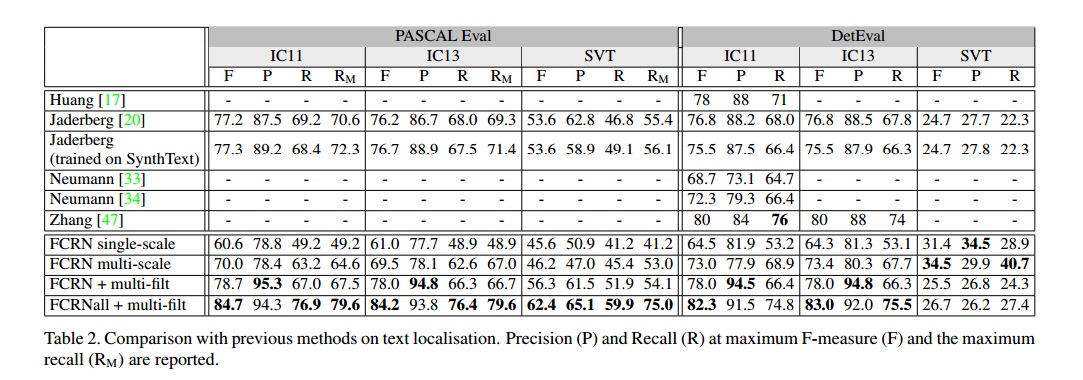 PASCAL Eval DetEval
IC11 IC13 SVT IC11 IC13 SVT
F P R RM F P R RM F P R RM F P R F P R F P R
Huang [17] - - - - - - - - - - - - 78 88 71 - - - - - -
Jaderberg [20] 77.2 87.5 69.2 70.6 76.2 86.7 68.0 69.3 53.6 62.8 46.8 55.4 76.8 88.2 68.0 76.8 88.5 67.8 24.7 27.7 22.3
Jaderberg
(trained on SynthText) 77.3 89.2 68.4 72.3 76.7 88.9 67.5 71.4 53.6 58.9 49.1 56.1 75.5 87.5 66.4 75.5 87.9 66.3 24.7 27.8 22.3
Neumann [33] - - - - - - - - - - - - 68.7 73.1 64.7 - - - - - -
Neumann [34] - - - - - - - - - - - - 72.3 79.3 66.4 - - - - - -
Zhang [47] - - - - - - - - - - - - 80 84 76 80 88 74 - - -
FCRN single-scale 60.6 78.8 49.2 49.2 61.0 77.7 48.9 48.9 45.6 50.9 41.2 41.2 64.5 81.9 53.2 64.3 81.3 53.1 31.4 34.5 28.9
FCRN multi-scale 70.0 78.4 63.2 64.6 69.5 78.1 62.6 67.0 46.2 47.0 45.4 53.0 73.0 77.9 68.9 73.4 80.3 67.7 34.5 29.9 40.7
FCRN + multi-filt 78.7 95.3 67.0 67.5 78.0 94.8 66.3 66.7 56.3 61.5 51.9 54.1 78.0 94.5 66.4 78.0 94.8 66.3 25.5 26.8 24.3
FCRNall + multi-filt 84.7 94.3 76.9 79.6 84.2 93.8 76.4 79.6 62.4 65.1 59.9 75.0 82.3 91.5 74.8 83.0 92.0 75.5 26.7 26.2 27.4
Table 2. Comparison with previous methods on text localisation. Precision (P) and Recall (R) at maximum F-measure (F) and the maximum
recall (RM) are reported.